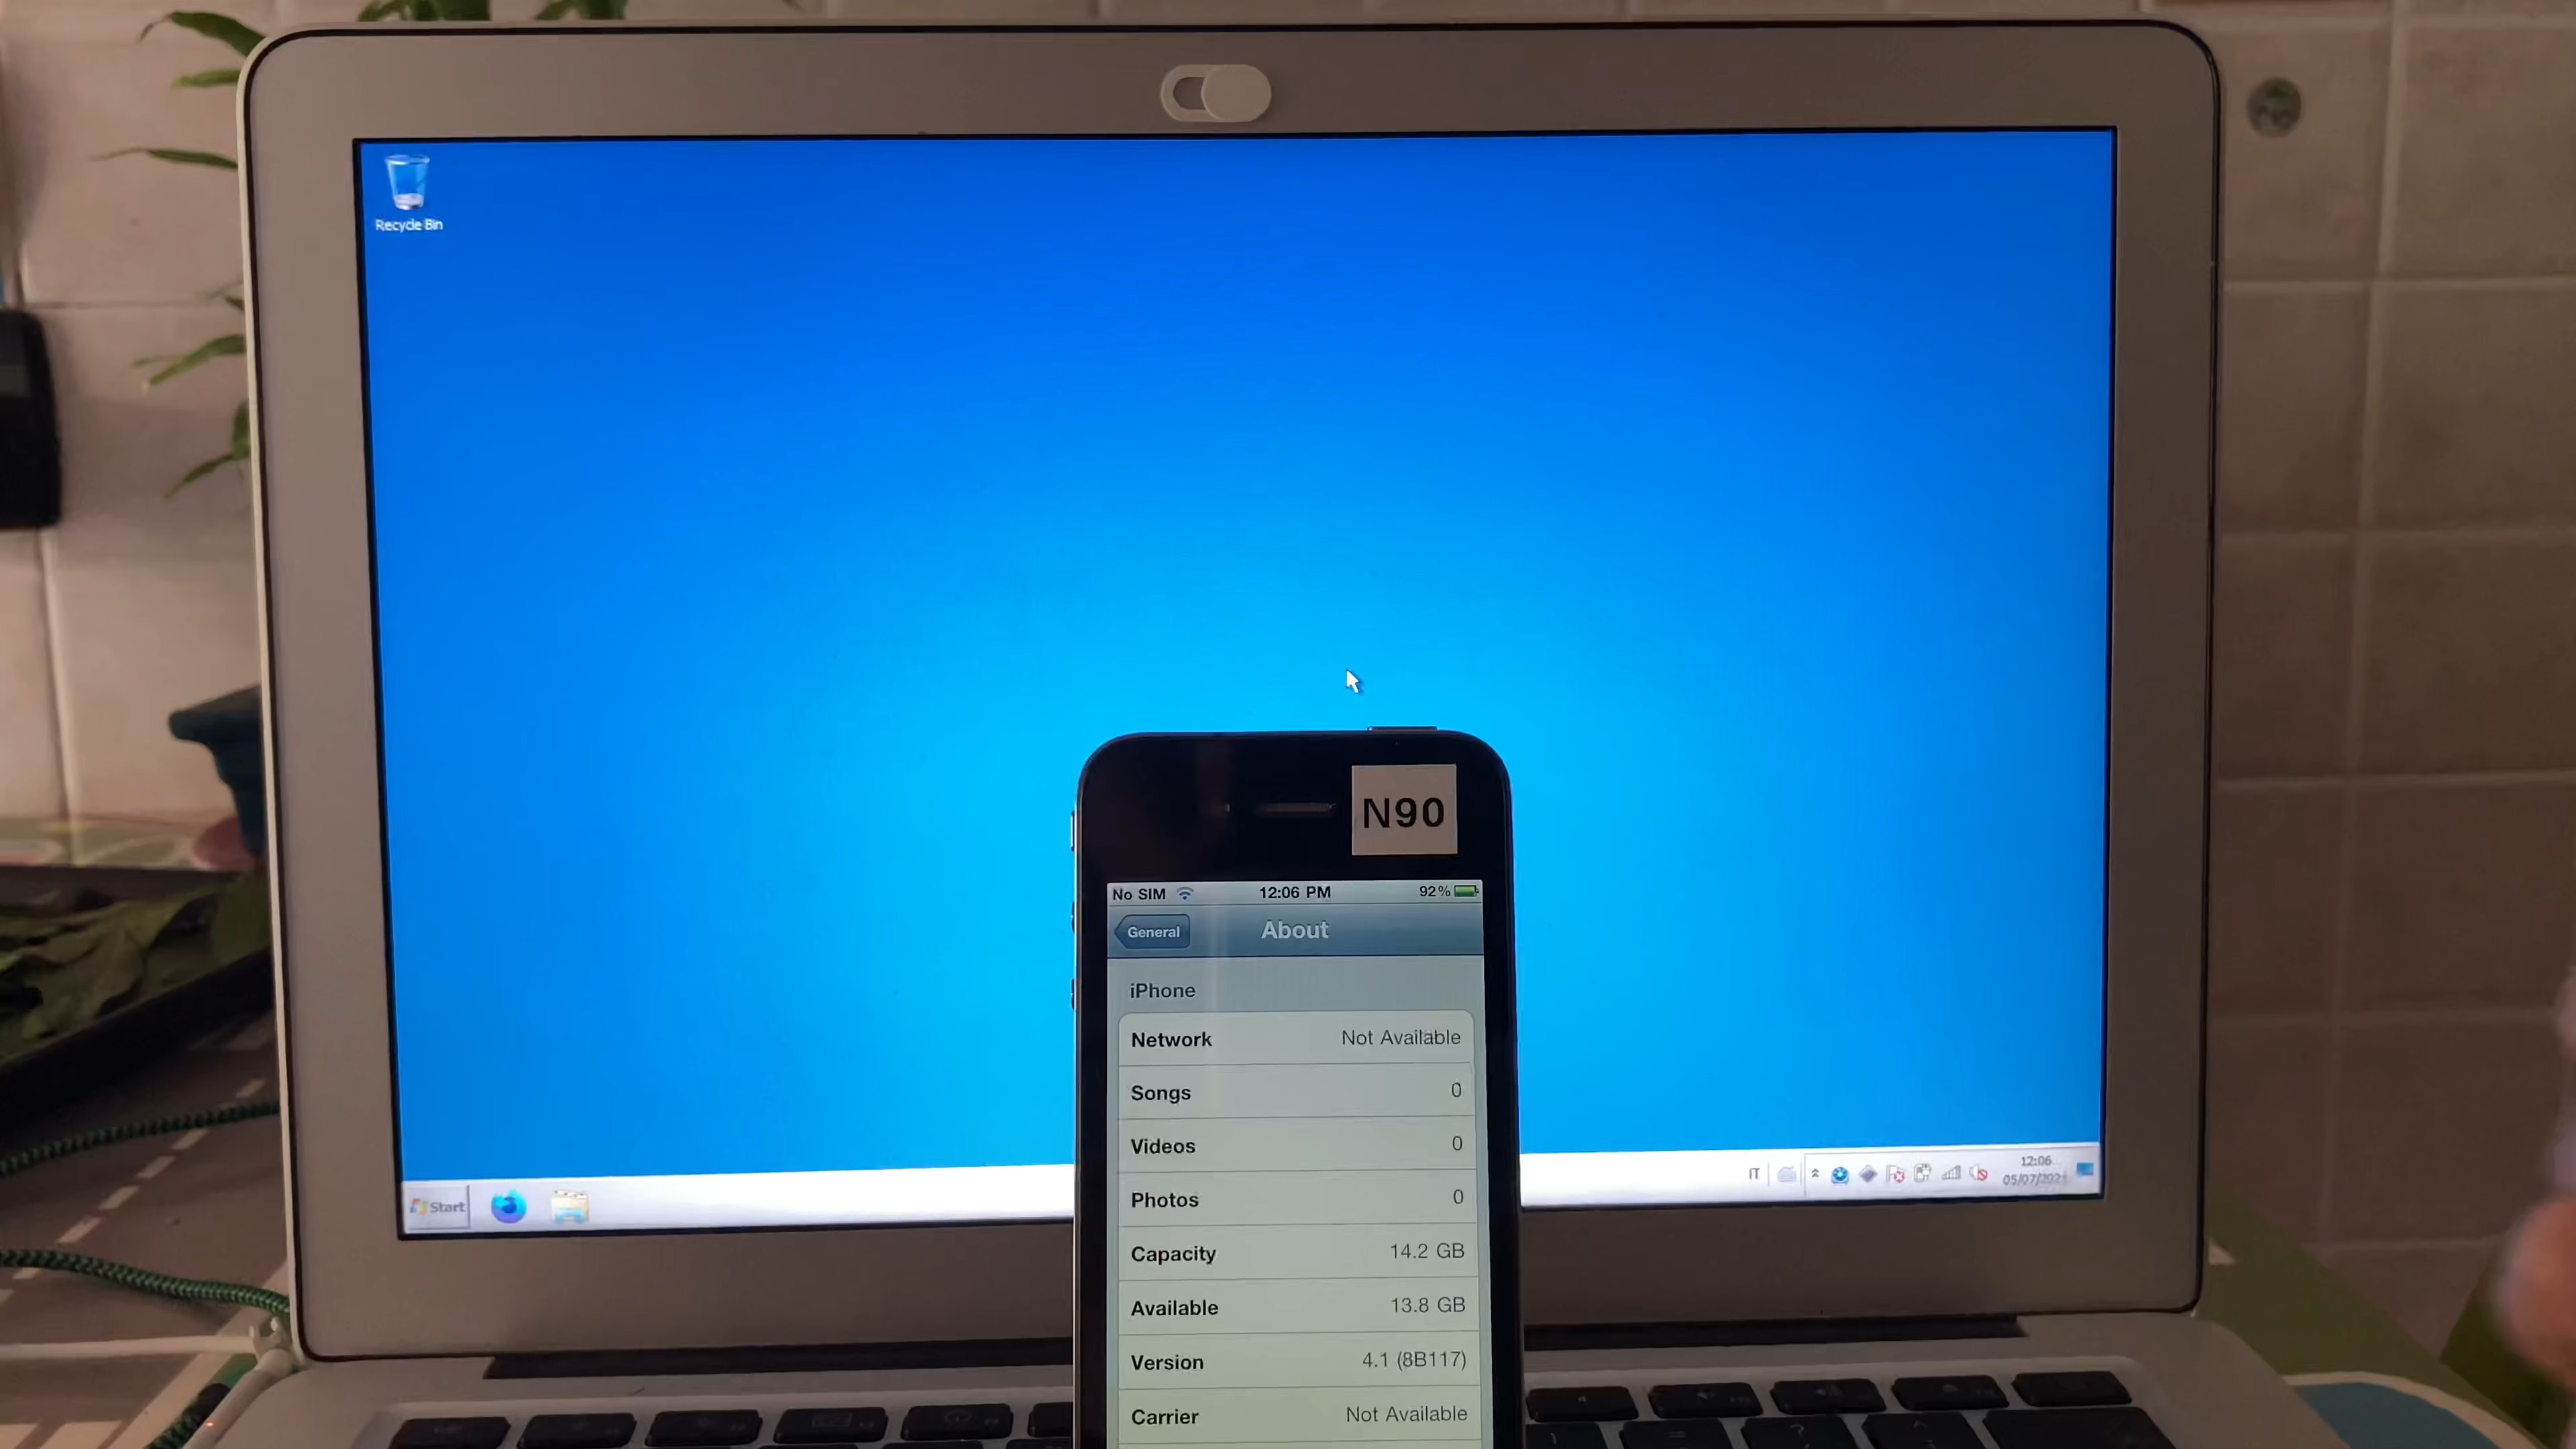 Recycle Bin
N90
No SIM 12:06 PM 92%
General About
iPhone
Network Not Available
Songs 0
Videos 0
Photos 0
Capacity 14.2 GB
Available 13.8 GB
Version 4.1 (8B117)
Carrier Not Available
Start IT 12:06